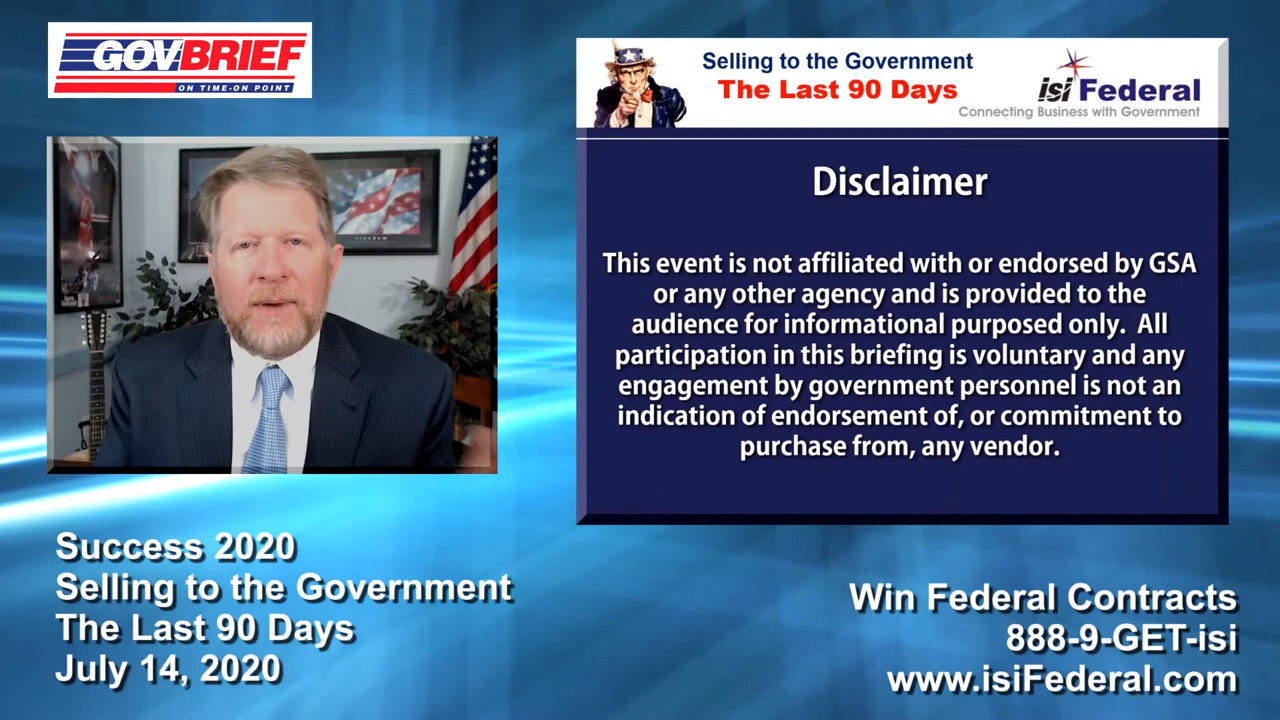 GOVBRIEF
ON TIME-ON POINT
Selling to the Government
The Last 90 Days
isi Federal
Connecting Business with Government
Disclaimer
This event is not affiliated with or endorsed by GSA
or any other agency and is provided to the
audience for informational purposed only. All
participation in this briefing is voluntary and any
engagement by government personnel is not an
indication of endorsement of, or commitment to
purchase from, any vendor.
freedom
Success 2020
Selling to the Government
The Last 90 Days
July 14, 2020
Win Federal Contracts
888-9-GET-isi
www.isiFederal.com